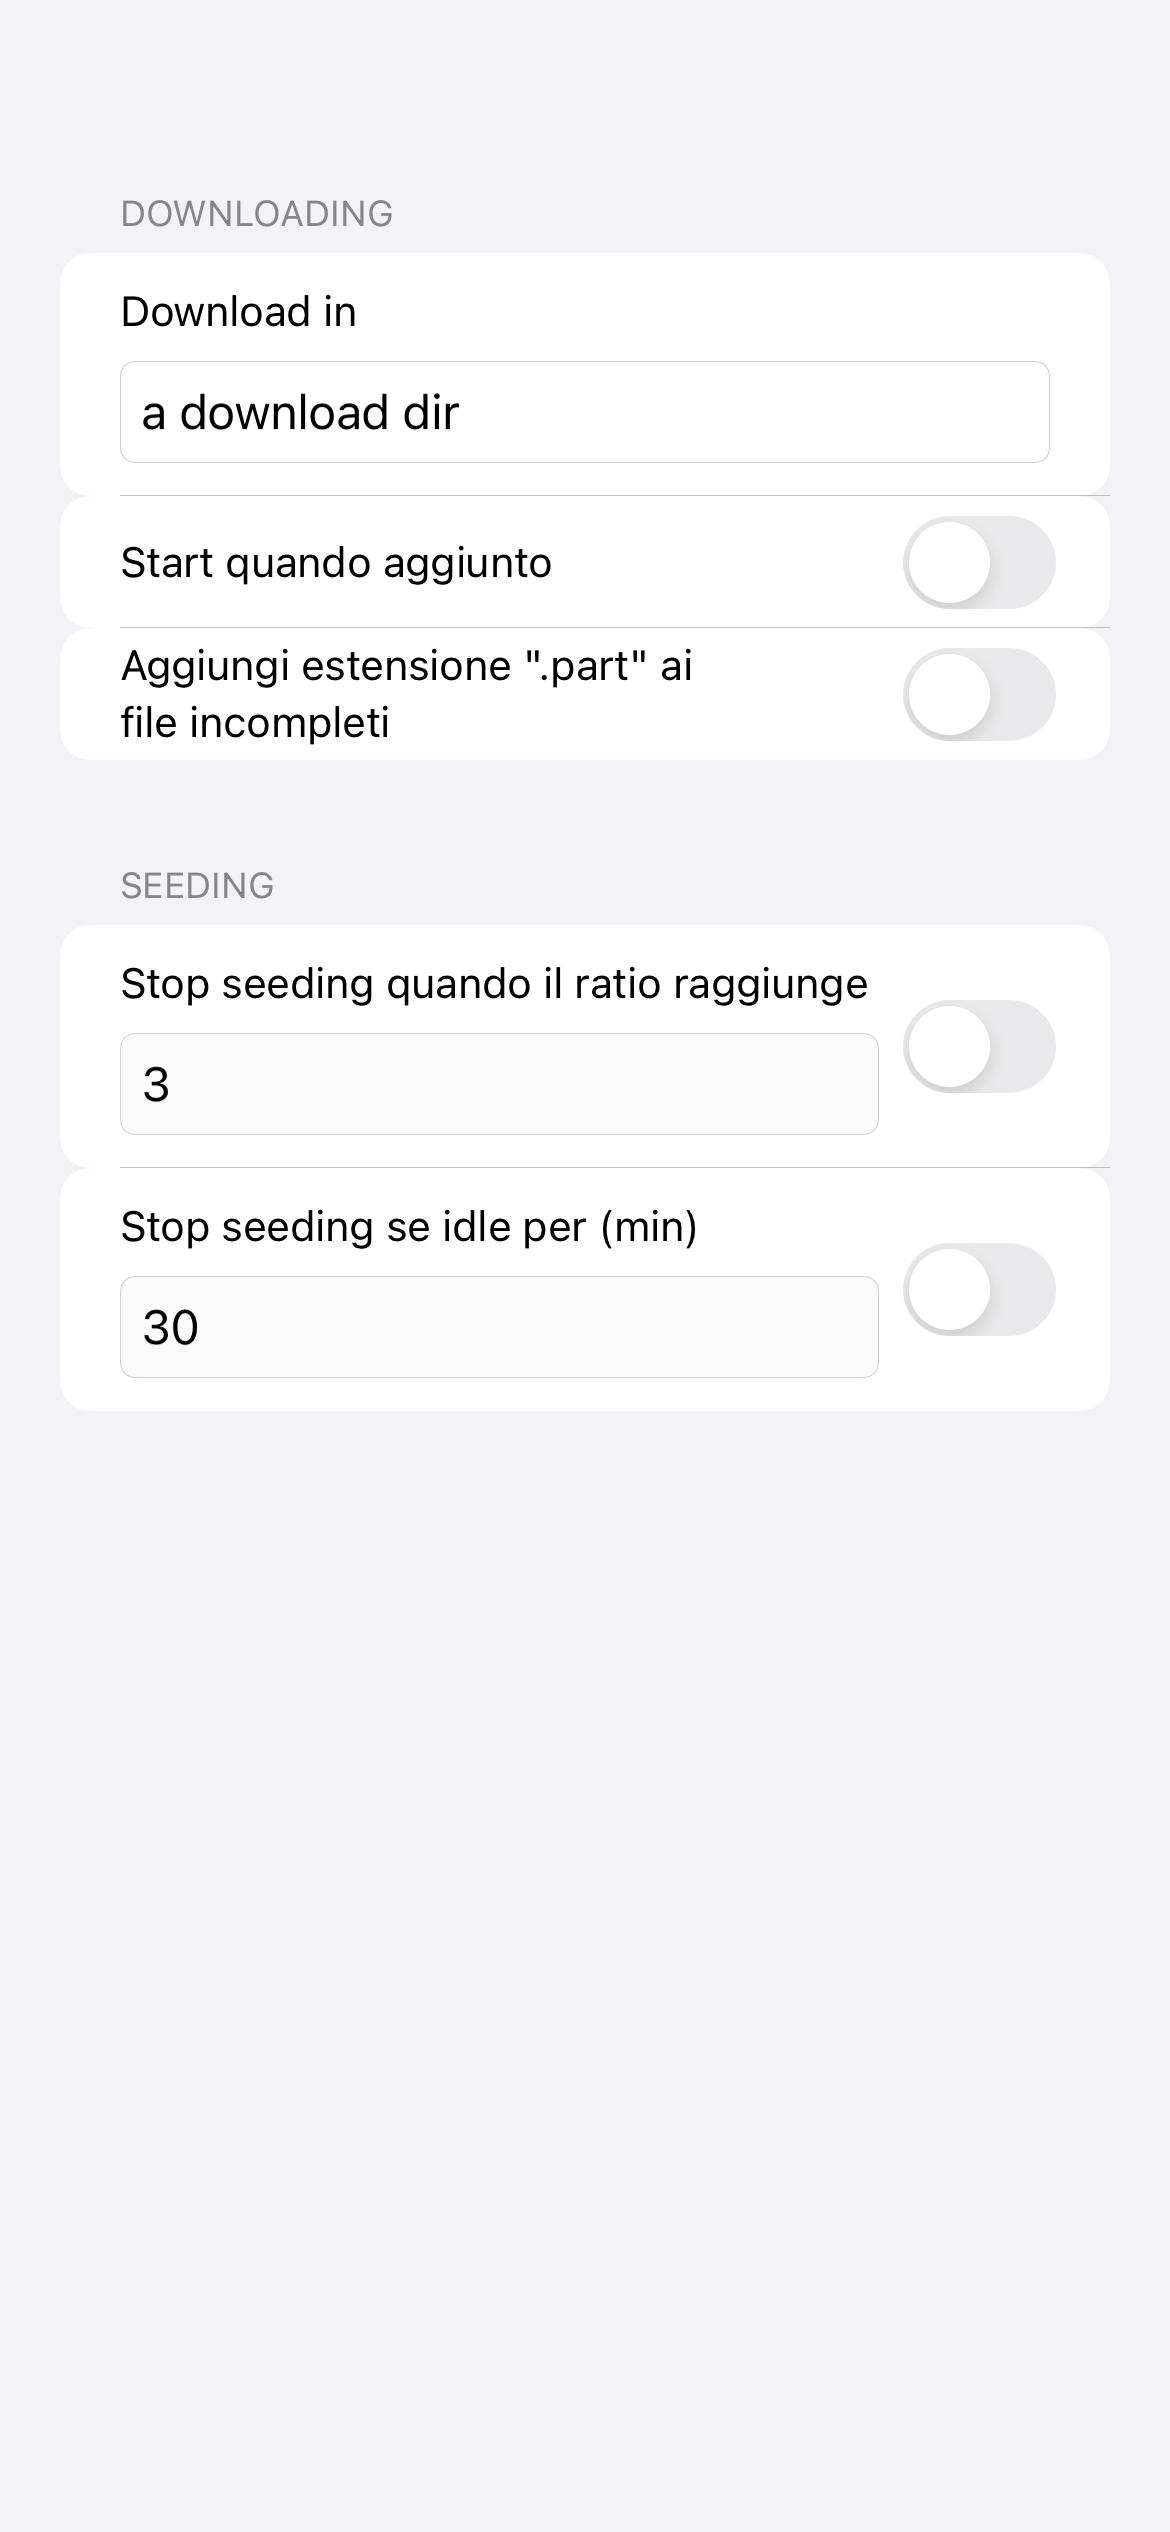 DOWNLOADING
Download in
a download dir
Start quando aggiunto
Aggiungi estensione ".part" ai
file incompleti
SEEDING
Stop seeding quando il ratio raggiunge
3
Stop seeding se idle per (min)
30